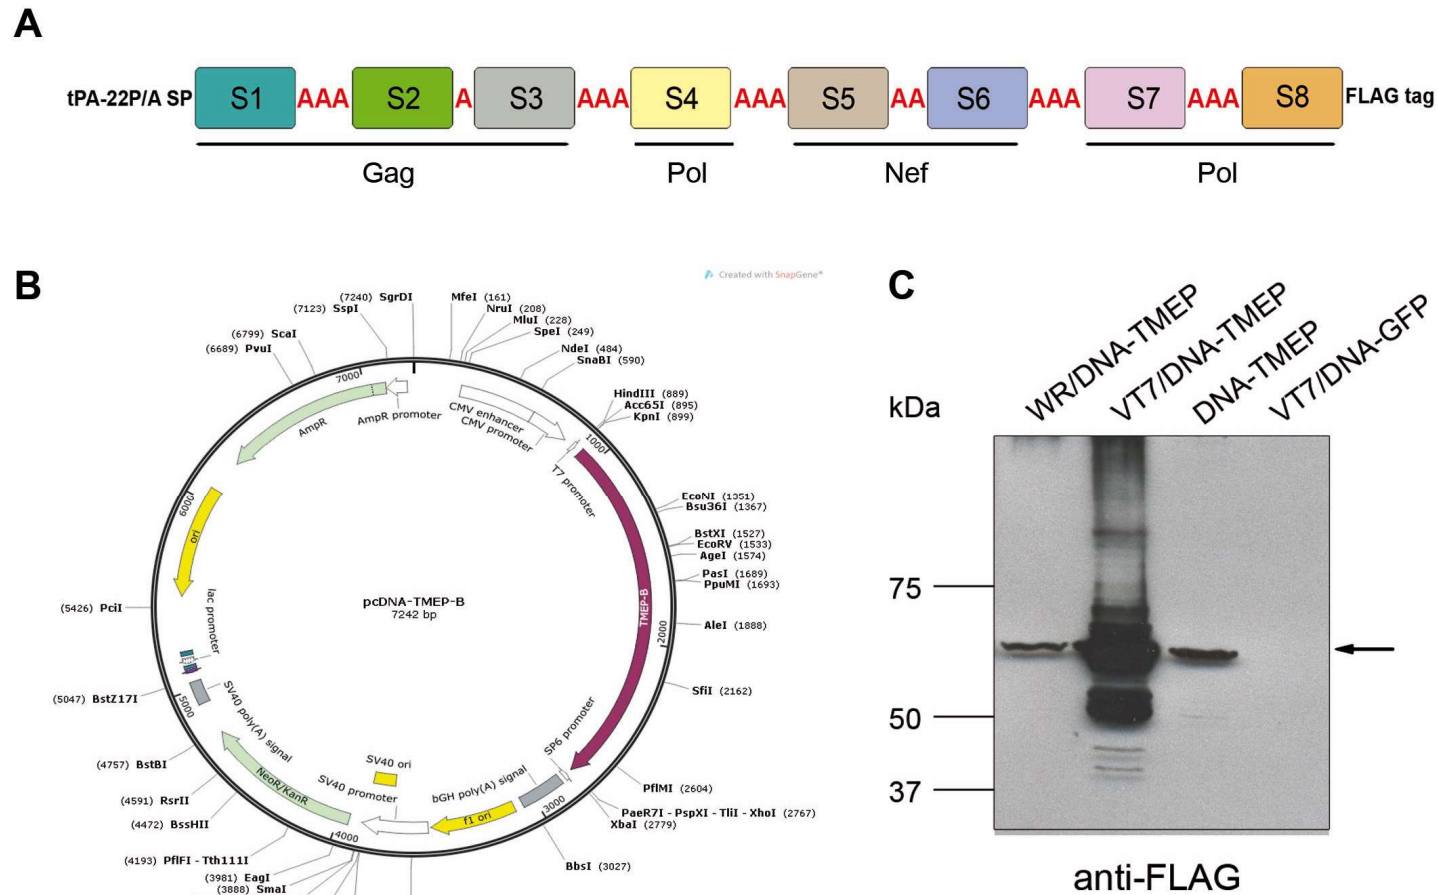 A
tPA-22P/A SP S1 AAA S2 A S3 AAA S4 AAA S5 AA S6 AAA S7 AAA S8 FLAG tag
Gag Pol Nef Pol
B
Created with SnapGene®
(7240) SgrDI
(7123) SspI
(6799) ScaI
(6689) PvuI
MfeI (161)
NruI (208)
MluI (228)
SpeI (249)
NdeI (484)
SnaBI (590)
HindIII (889)
Acc65I (895)
KpnI (899)
EcoNI (1351)
Bsu36I (1367)
BstXI (1527)
EcoRV (1533)
AgeI (1574)
PasI (1689)
PpuMI (1693)
AleI (1888)
SfiI (2162)
PflMI (2604)
PaeR7I - PspXI - TliI - XhoI (2767)
XbaI (2779)
BbsI (3027)
(3888) SmaI
(3981) EagI
(4193) PflFI - Tth111I
(4472) BssHII
(4591) RsrII
(4757) BstBI
(5047) BstZ17I
(5426) PciI
7000
1000
2000
3000
4000
5000
6000
AmpR promoter
AmpR
CMV enhancer
CMV promoter
T7 promoter
TMEP-B
SP6 promoter
bGH poly(A) signal
f1 ori
SV40 ori
SV40 promoter
NeoR/KanR
SV40 poly(A) signal
lac promoter
ori
pcDNA-TMEP-B
7242 bp
C
WR/DNA-TMEP
VT7/DNA-TMEP
DNA-TMEP
VT7/DNA-GFP
kDa
75
50
37
anti-FLAG